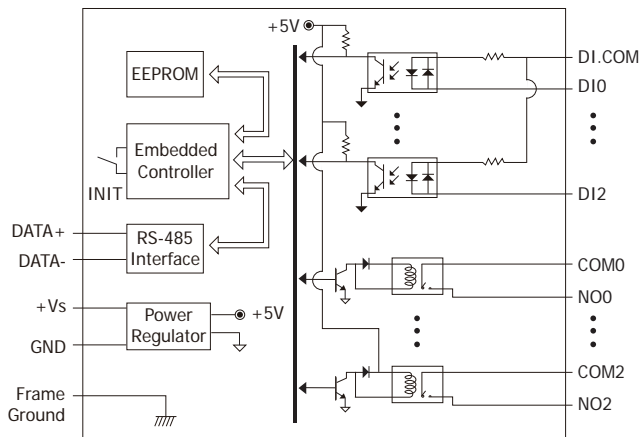 +5V
EEPROM
Embedded
Controller
INIT
DATA+
DATA-
RS-485
Interface
+Vs
GND
Power
Regulator
+5V
Frame
Ground
DI.COM
DI0
DI2
COM0
NO0
COM2
NO2